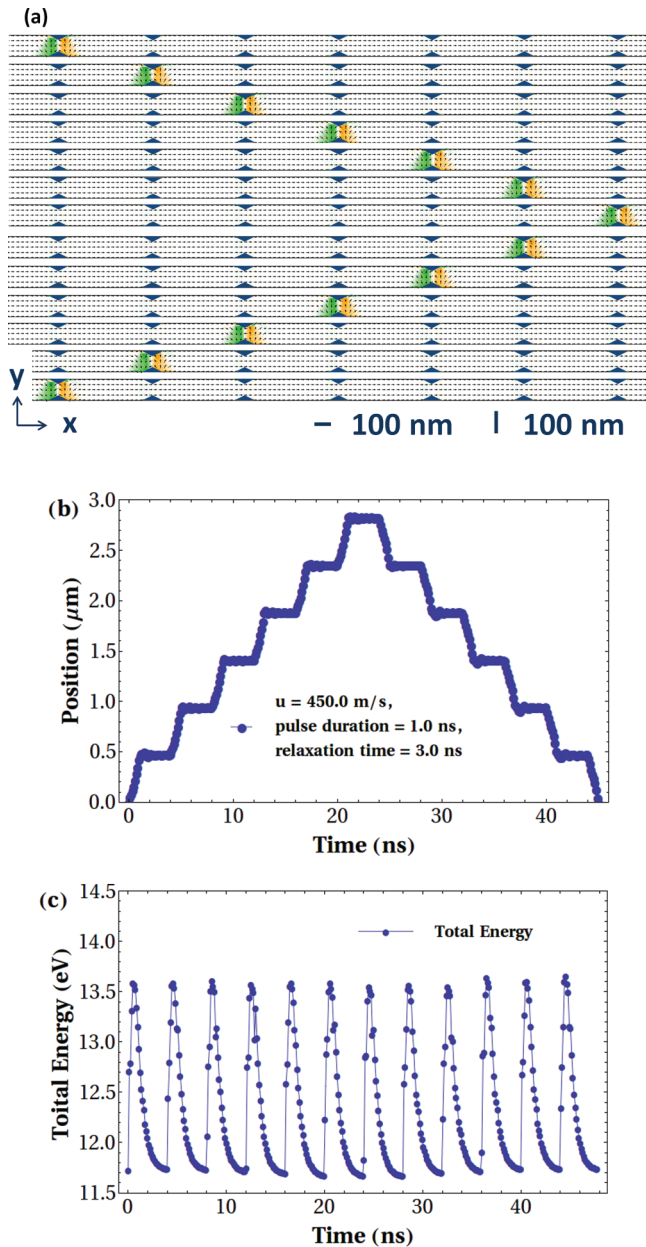 (a)
y
x
– 100 nm
| 100 nm
(b)
3.0
2.5
2.0
1.5
1.0
0.5
0.0
Position (μm)
u = 450.0 m/s,
pulse duration = 1.0 ns,
relaxation time = 3.0 ns
0 10 20 30 40
Time (ns)
(c)
14.5
14.0
13.5
13.0
12.5
12.0
11.5
Toital Energy (eV)
Total Energy
0 10 20 30 40
Time (ns)